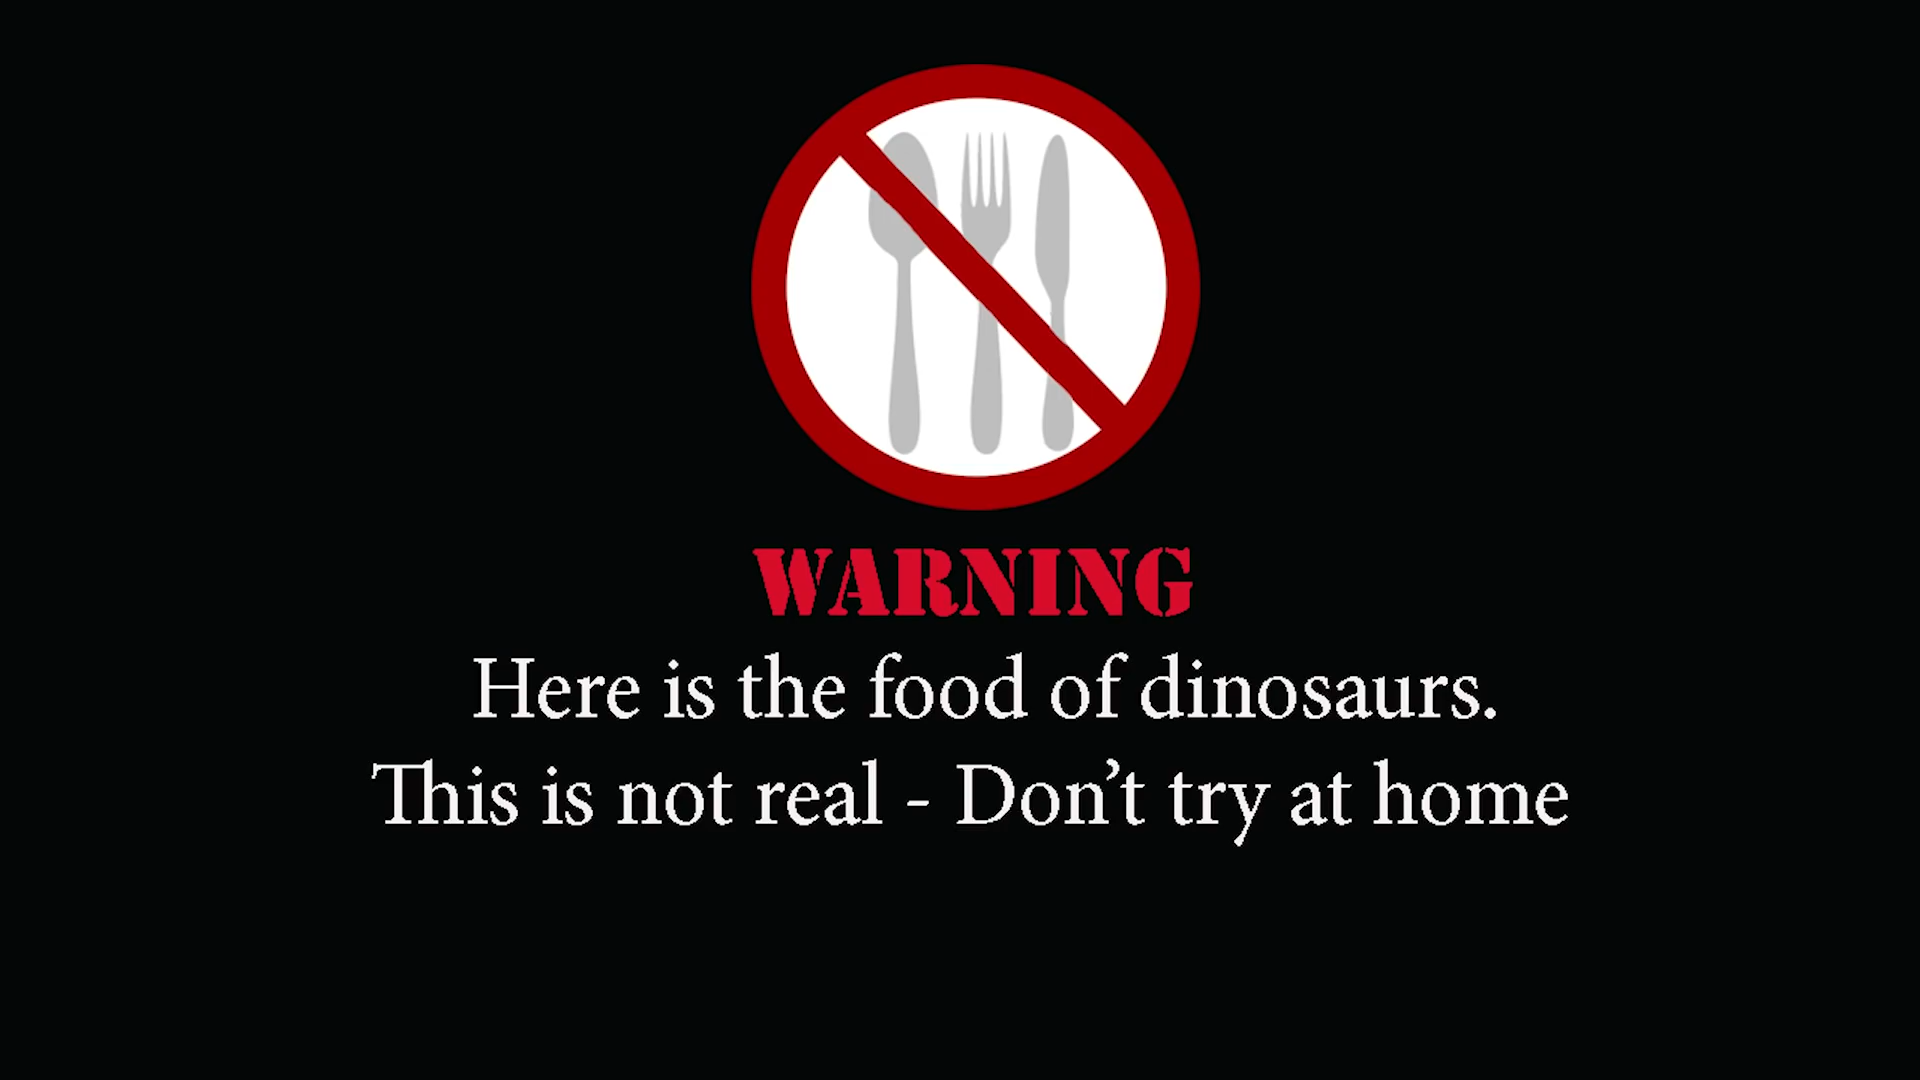 WARNING
Here is the food of dinosaurs.
This is not real - Don’t try at home